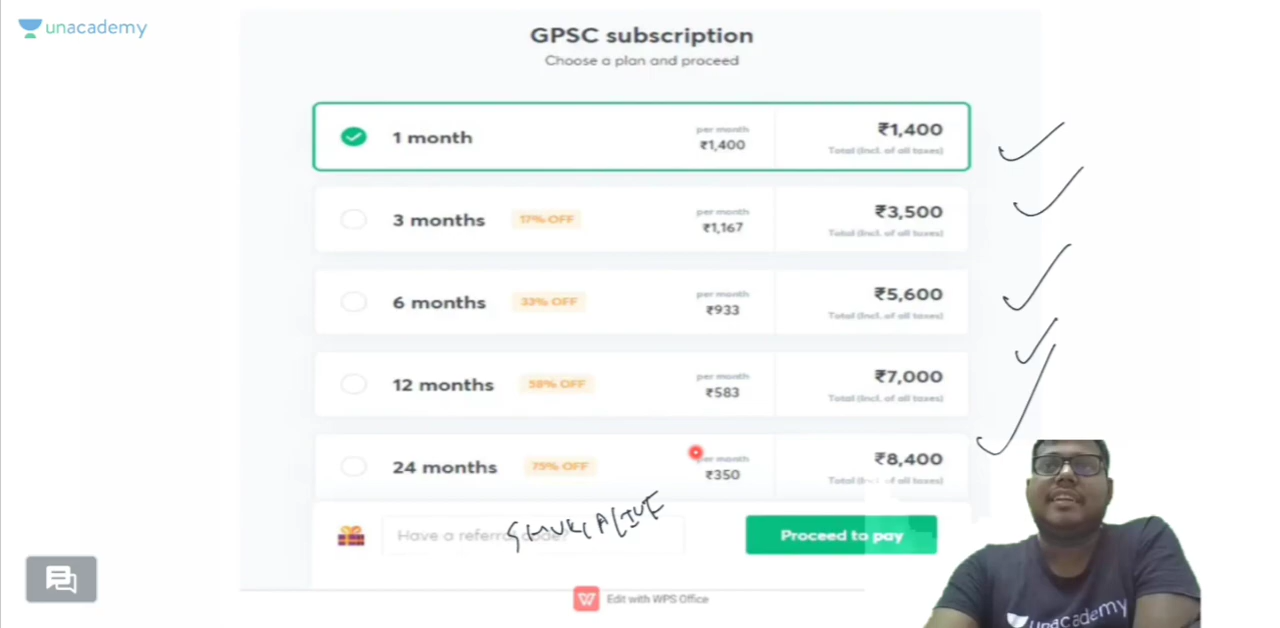 unacademy
GPSC subscription
Choose a plan and proceed
1 month
per month
₹1,400
₹1,400
Total (Incl. of all taxes)
3 months
17% OFF
per month
₹1,167
₹3,500
Total (Incl. of all taxes)
6 months
33% OFF
per month
₹933
₹5,600
Total (Incl. of all taxes)
12 months
58% OFF
per month
₹583
₹7,000
Total (Incl. of all taxes)
24 months
75% OFF
per month
₹350
₹8,400
Total
Have a referral code?
Proceed to pay
Edit with WPS Office
unacademy